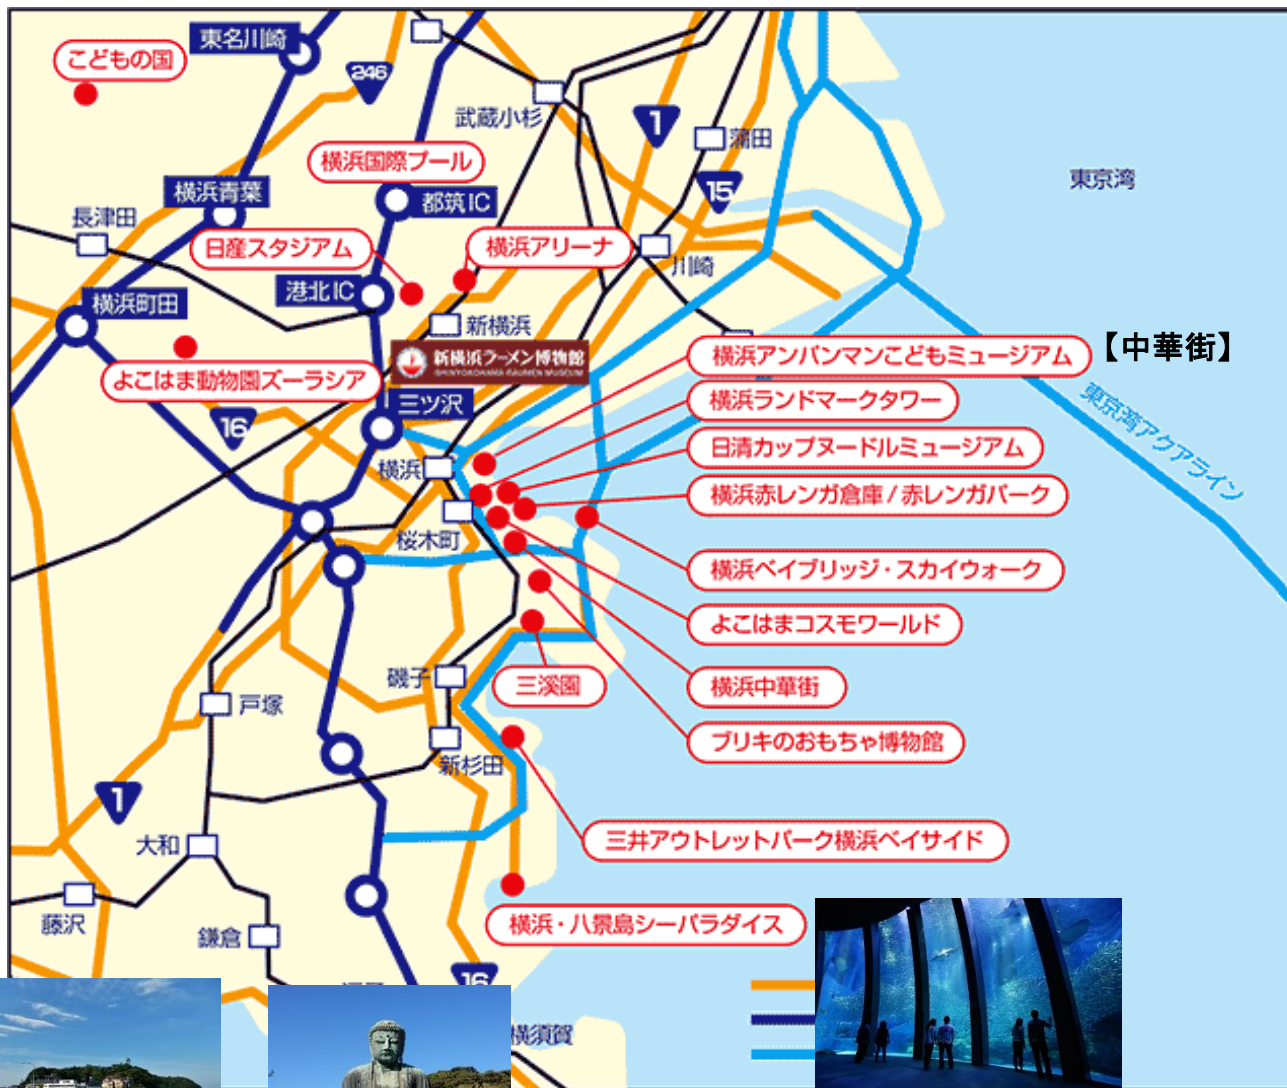 東名川崎
こどもの国
246
武蔵小杉
1
蒲田
横浜国際プール
15
東京湾
横浜青葉
都筑IC
長津田
日産スタジアム
横浜アリーナ
川崎
港北IC
横浜町田
新横浜
新横浜ラーメン博物館
SHINYOKOHAMA RAUMEN MUSEUM
横浜アンパンマンこどもミュージアム
【中華街】
よこはま動物園ズーラシア
三ツ沢
横浜ランドマークタワー
東京湾アクアライン
16
日清カップヌードルミュージアム
横浜
横浜赤レンガ倉庫/赤レンガパーク
桜木町
横浜ベイブリッジ・スカイウォーク
よこはまコスモワールド
磯子
三溪園
横浜中華街
戸塚
ブリキのおもちゃ博物館
新杉田
1
大和
三井アウトレットパーク横浜ベイサイド
藤沢
横浜・八景島シーパラダイス
鎌倉
16
横須賀